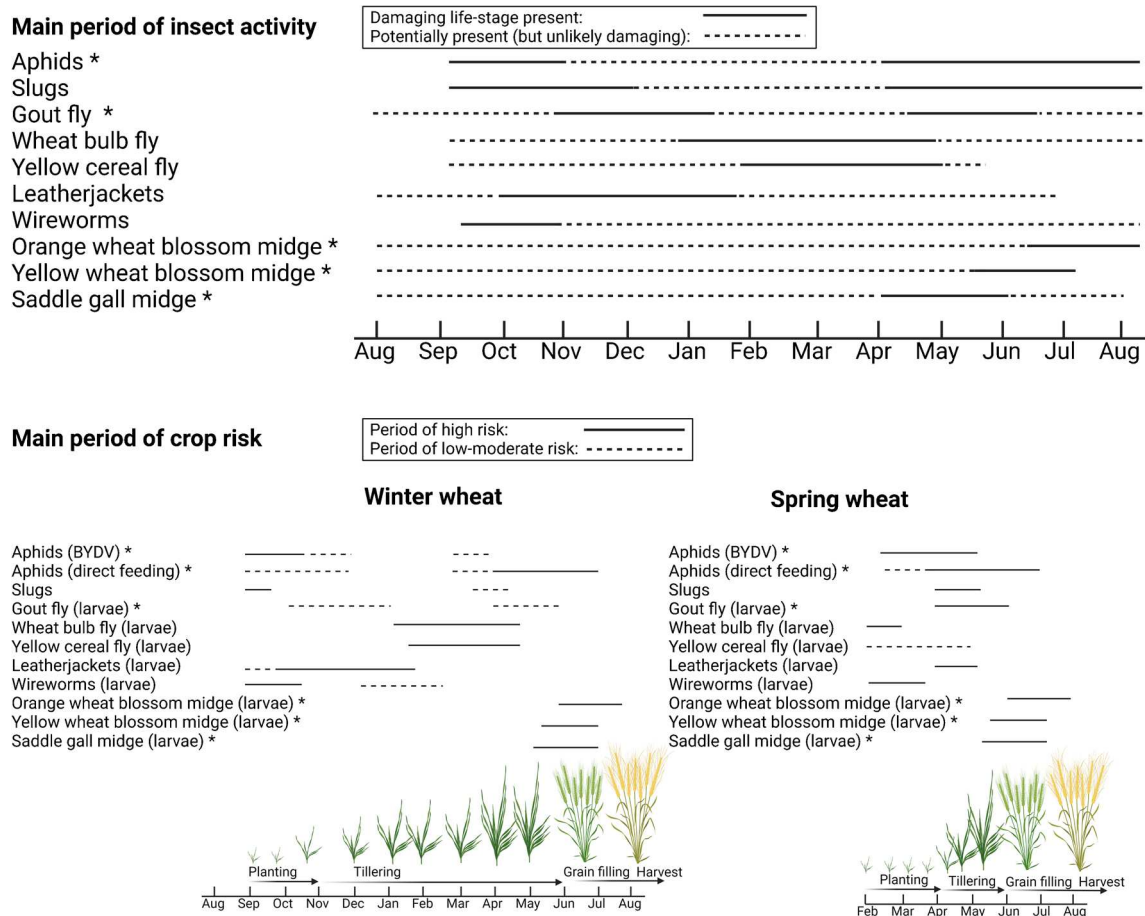 Main period of insect activity
Damaging life-stage present:
Potentially present (but unlikely damaging):
Aphids *
Slugs
Gout fly *
Wheat bulb fly
Yellow cereal fly
Leatherjackets
Wireworms
Orange wheat blossom midge *
Yellow wheat blossom midge *
Saddle gall midge *
Aug Sep Oct Nov Dec Jan Feb Mar Apr May Jun Jul Aug
Main period of crop risk
Period of high risk:
Period of low-moderate risk:
Winter wheat
Aphids (BYDV) *
Aphids (direct feeding) *
Slugs
Gout fly (larvae) *
Wheat bulb fly (larvae)
Yellow cereal fly (larvae)
Leatherjackets (larvae)
Wireworms (larvae)
Orange wheat blossom midge (larvae) *
Yellow wheat blossom midge (larvae) *
Saddle gall midge (larvae) *
Planting Tillering Grain filling Harvest
Aug Sep Oct Nov Dec Jan Feb Mar Apr May Jun Jul Aug
Spring wheat
Aphids (BYDV) *
Aphids (direct feeding) *
Slugs
Gout fly (larvae) *
Wheat bulb fly (larvae)
Yellow cereal fly (larvae)
Leatherjackets (larvae)
Wireworms (larvae)
Orange wheat blossom midge (larvae) *
Yellow wheat blossom midge (larvae) *
Saddle gall midge (larvae) *
Planting Tillering Grain filling Harvest
Feb Mar Apr May Jun Jul Aug